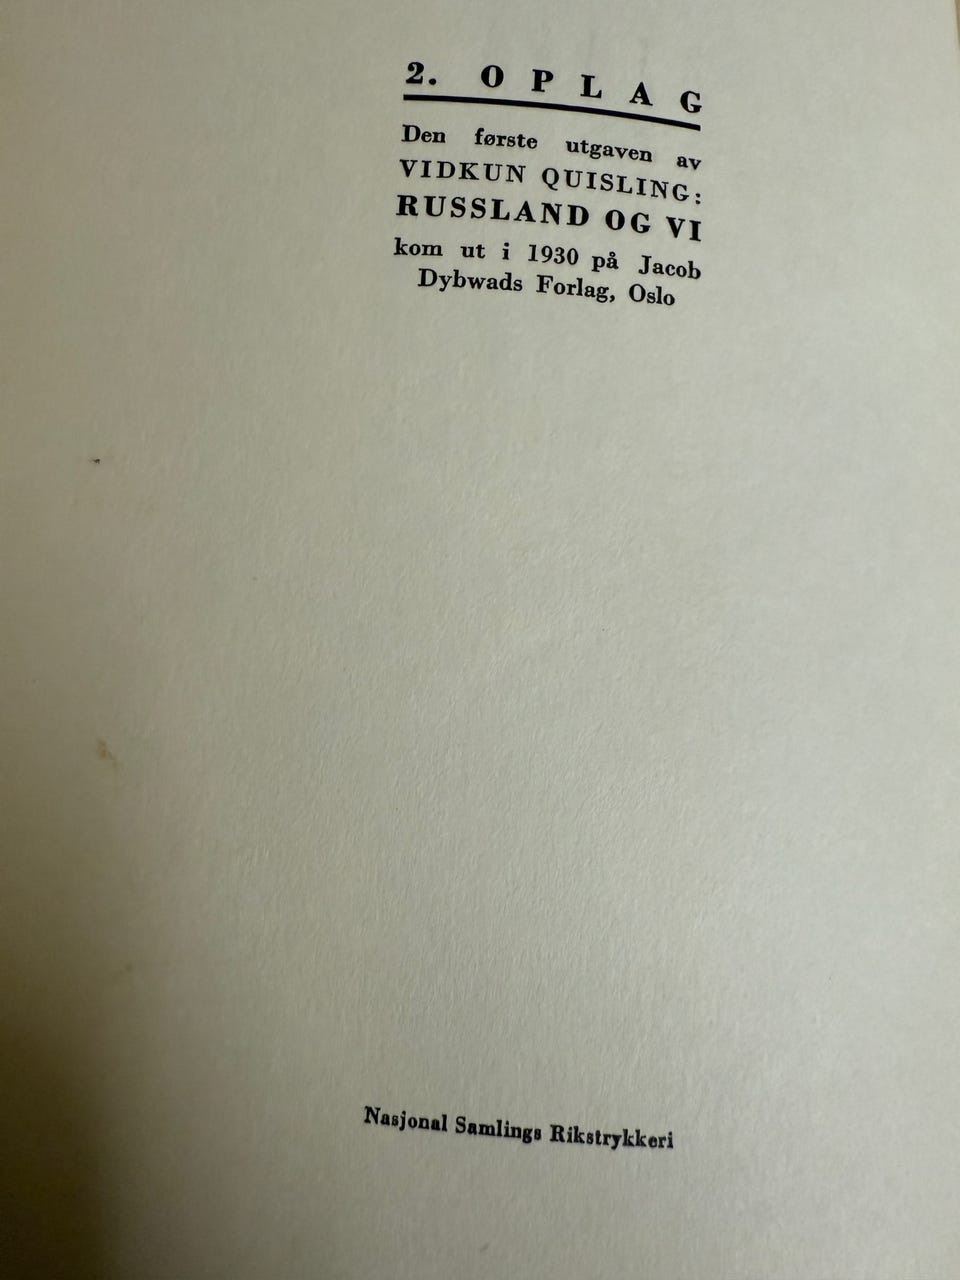 2. OPLAG
Den første utgaven av
VIDKUN QUISLING:
RUSSLAND OG VI
kom ut i 1930 på Jacob
Dybwads Forlag, Oslo
Nasjonal Samlings Rikstrykkeri